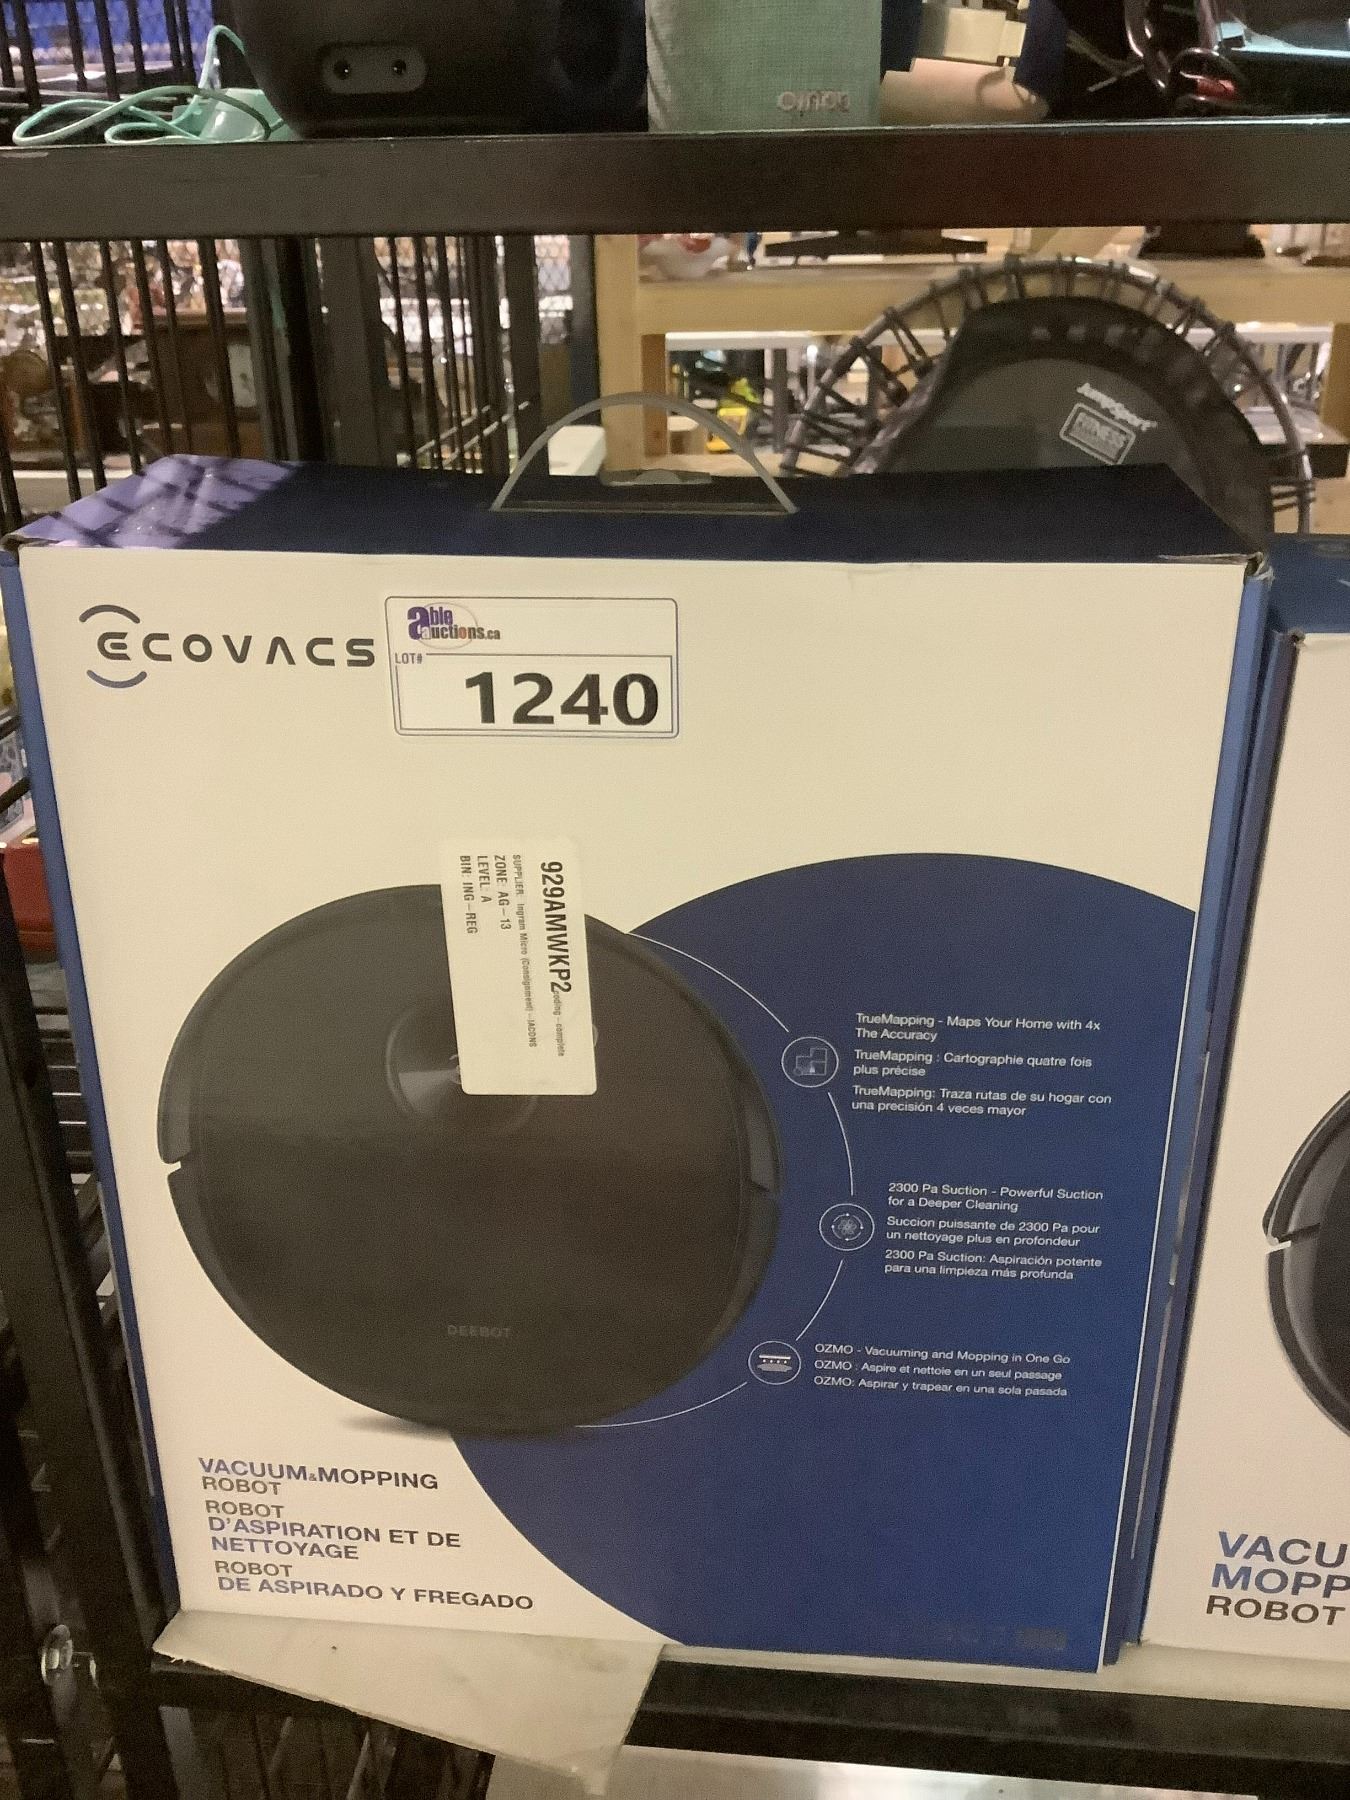 JumpSport
FITNESS
ECOVACS
able
auctions.ca
LOT#
1240
929AMWKP2
SUPPLIER: Ingram Micro (Consignment) - IACONS
ZONE: AG-13
LEVEL: A
BIN: ING-REG
TrueMapping - Maps Your Home with 4x
The Accuracy
TrueMapping : Cartographie quatre fois
plus précise
TrueMapping: Traza rutas de su hogar con
una precisión 4 veces mayor
2300 Pa Suction - Powerful Suction
for a Deeper Cleaning
Succion puissante de 2300 Pa pour
un nettoyage plus en profondeur
2300 Pa Suction: Aspiración potente
para una limpieza más profunda
DEEBOT
OZMO - Vacuuming and Mopping in One Go
OZMO : Aspire et nettoie en un seul passage
OZMO: Aspirar y trapear en una sola pasada
VACUUM&MOPPING
ROBOT
ROBOT
D'ASPIRATION ET DE
NETTOYAGE
ROBOT
DE ASPIRADO Y FREGADO
VACU
MOPP
ROBOT